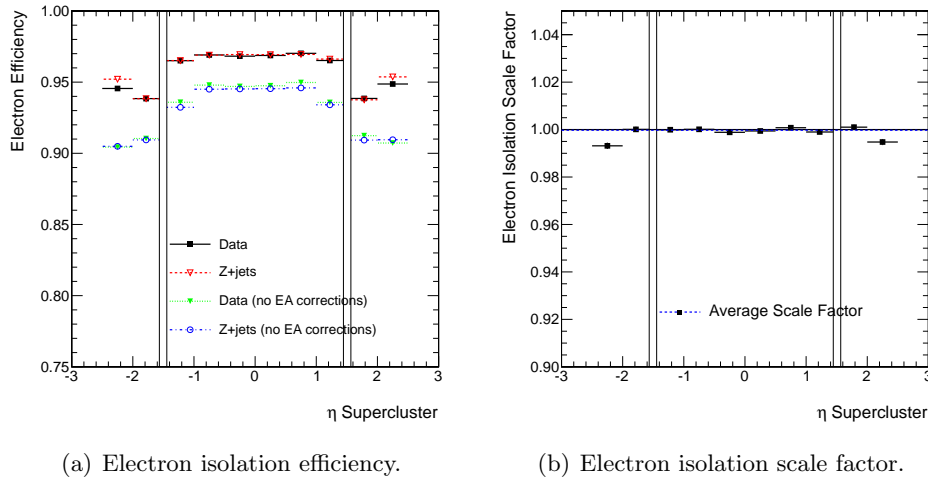 Electron Efficiency
1.00
0.95
0.90
0.85
0.80
0.75
Data
Z+jets
Data (no EA corrections)
Z+jets (no EA corrections)
-3 -2 -1 0 1 2 3
η Supercluster
(a) Electron isolation efficiency.
Electron Isolation Scale Factor
1.04
1.02
1.00
0.98
0.96
0.94
0.92
0.90
Average Scale Factor
-3 -2 -1 0 1 2 3
η Supercluster
(b) Electron isolation scale factor.